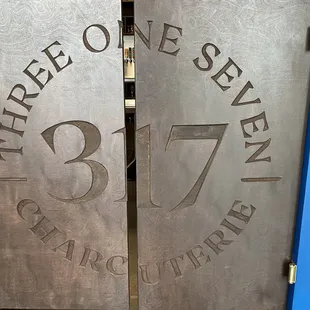 THREE ONE SEVEN
317
CHARCUTERIE